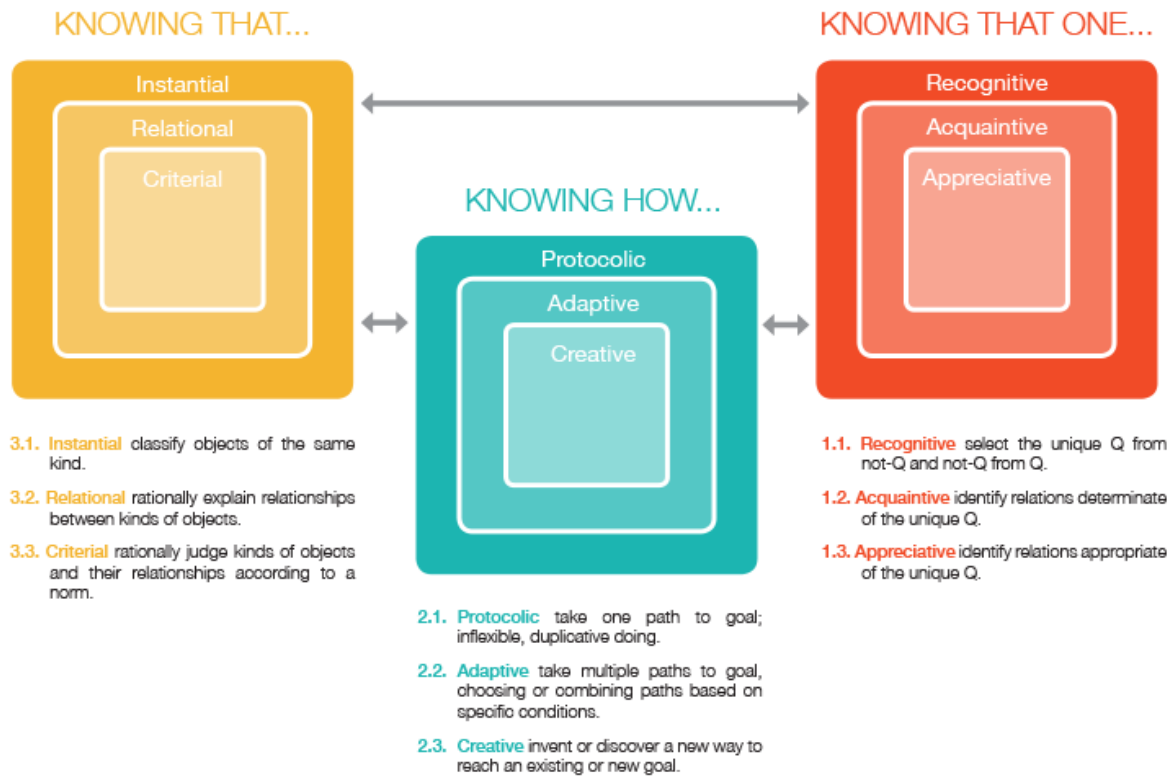 KNOWING THAT...
Instantial
Relational
Criterial
3.1. Instantial classify objects of the same
kind.
3.2. Relational rationally explain relationships
between kinds of objects.
3.3. Criterial rationally judge kinds of objects
and their relationships according to a
norm.
KNOWING HOW...
Protocolic
Adaptive
Creative
2.1. Protocolic take one path to goal;
inflexible, duplicative doing.
2.2. Adaptive take multiple paths to goal,
choosing or combining paths based on
specific conditions.
2.3. Creative invent or discover a new way to
reach an existing or new goal.
KNOWING THAT ONE...
Recognitive
Acquaintive
Appreciative
1.1. Recognitive select the unique Q from
not-Q and not-Q from Q.
1.2. Acquaintive identify relations determinate
of the unique Q.
1.3. Appreciative identify relations appropriate
of the unique Q.